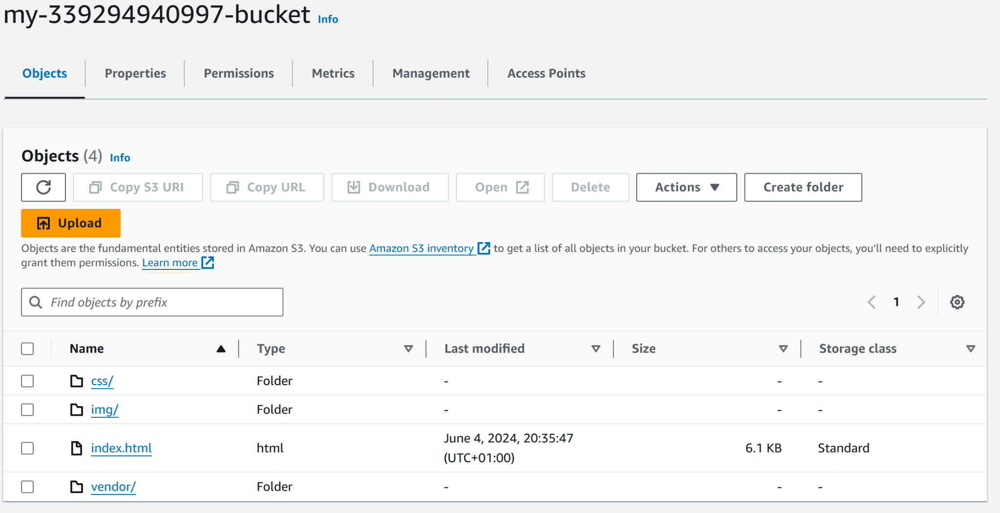 my-339294940997-bucket Info
Objects Properties Permissions Metrics Management Access Points
Objects (4) Info
Copy S3 URI Copy URL Download Open Delete Actions Create folder
Upload
Objects are the fundamental entities stored in Amazon S3. You can use Amazon S3 inventory to get a list of all objects in your bucket. For others to access your objects, you’ll need to explicitly
grant them permissions. Learn more
Find objects by prefix 1
Name Type Last modified Size Storage class
css/ Folder - - -
img/ Folder - - -
index.html html June 4, 2024, 20:35:47 6.1 KB Standard
(UTC+01:00)
vendor/ Folder - - -